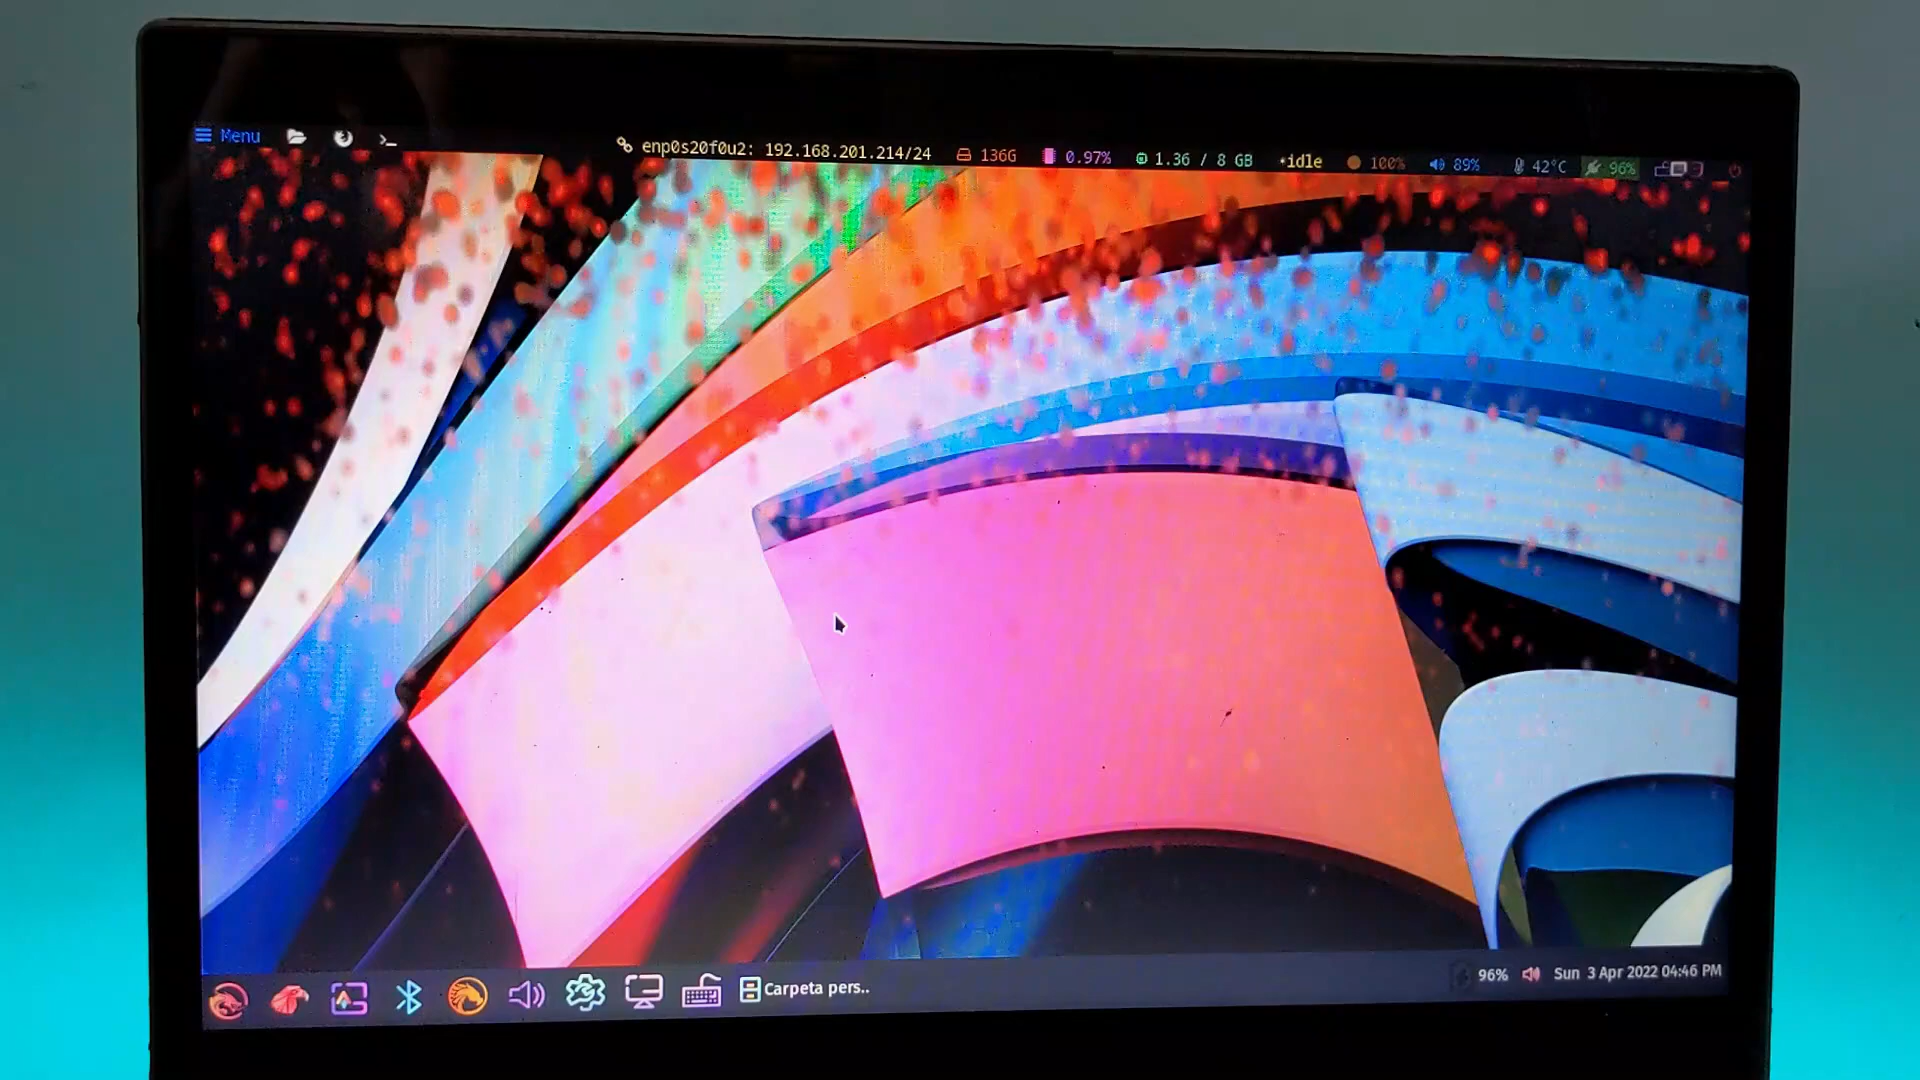 Menu
enp0s20f0u2: 192.168.201.214/24 136G 0.97% 1.36 / 8 GB •idle 100% 89% 42°C 96%
Carpeta pers..
96% Sun 3 Apr 2022 04:46 PM